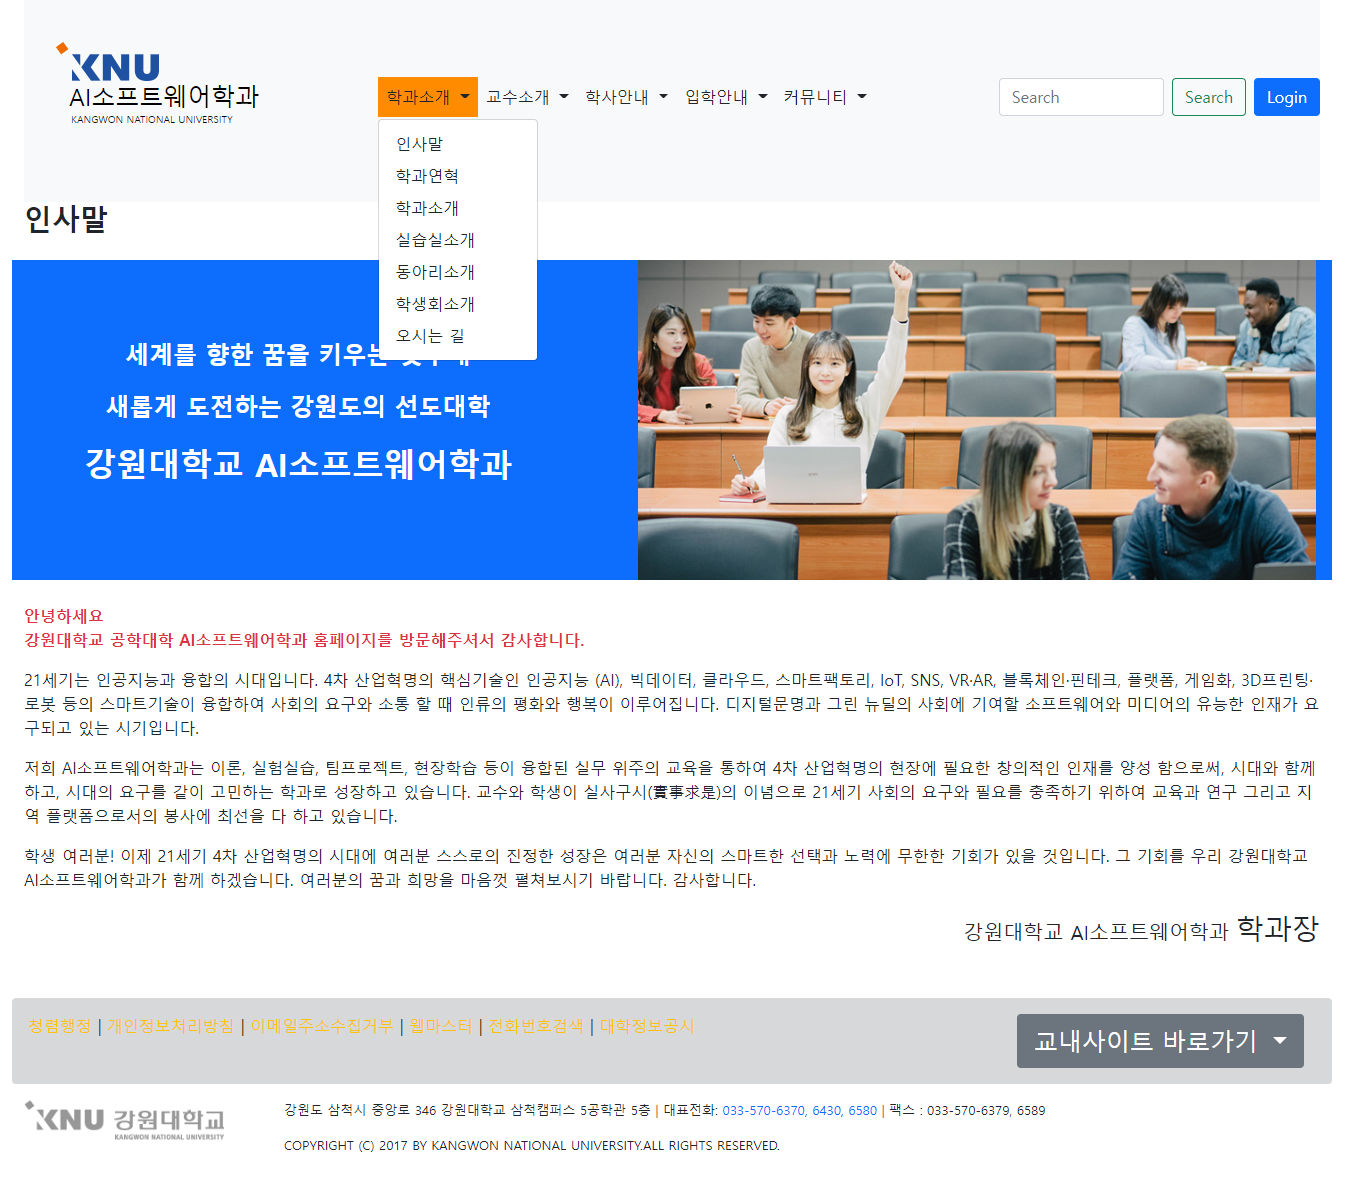 KNU
AI소프트웨어학과
KANGWON NATIONAL UNIVERSITY
학과소개 교수소개 학사안내 입학안내 커뮤니티
Search Search Login
인사말
학과연혁
학과소개
실습실소개
동아리소개
학생회소개
오시는 길
인사말
세계를 향한 꿈을 키우는
새롭게 도전하는 강원도의 선도대학
강원대학교 AI소프트웨어학과
안녕하세요
강원대학교 공학대학 AI소프트웨어학과 홈페이지를 방문해주셔서 감사합니다.
21세기는 인공지능과 융합의 시대입니다. 4차 산업혁명의 핵심기술인 인공지능 (AI), 빅데이터, 클라우드, 스마트팩토리, IoT, SNS, VR·AR, 블록체인·핀테크, 플랫폼, 게임화, 3D프린팅·
로봇 등의 스마트기술이 융합하여 사회의 요구와 소통 할 때 인류의 평화와 행복이 이루어집니다. 디지털문명과 그린 뉴딜의 사회에 기여할 소프트웨어와 미디어의 유능한 인재가 요
구되고 있는 시기입니다.
저희 AI소프트웨어학과는 이론, 실험실습, 팀프로젝트, 현장학습 등이 융합된 실무 위주의 교육을 통하여 4차 산업혁명의 현장에 필요한 창의적인 인재를 양성 함으로써, 시대와 함께
하고, 시대의 요구를 같이 고민하는 학과로 성장하고 있습니다. 교수와 학생이 실사구시(實事求是)의 이념으로 21세기 사회의 요구와 필요를 충족하기 위하여 교육과 연구 그리고 지
역 플랫폼으로서의 봉사에 최선을 다 하고 있습니다.
학생 여러분! 이제 21세기 4차 산업혁명의 시대에 여러분 스스로의 진정한 성장은 여러분 자신의 스마트한 선택과 노력에 무한한 기회가 있을 것입니다. 그 기회를 우리 강원대학교
AI소프트웨어학과가 함께 하겠습니다. 여러분의 꿈과 희망을 마음껏 펼쳐보시기 바랍니다. 감사합니다.
강원대학교 AI소프트웨어학과 학과장
청렴행정 | 개인정보처리방침 | 이메일주소수집거부 | 웹마스터 | 전화번호검색 | 대학정보공시
교내사이트 바로가기
KNU 강원대학교
KANGWON NATIONAL UNIVERSITY
강원도 삼척시 중앙로 346 강원대학교 삼척캠퍼스 5공학관 5층 | 대표전화: 033-570-6370, 6430, 6580 | 팩스 : 033-570-6379, 6589
COPYRIGHT (C) 2017 BY KANGWON NATIONAL UNIVERSITY.ALL RIGHTS RESERVED.